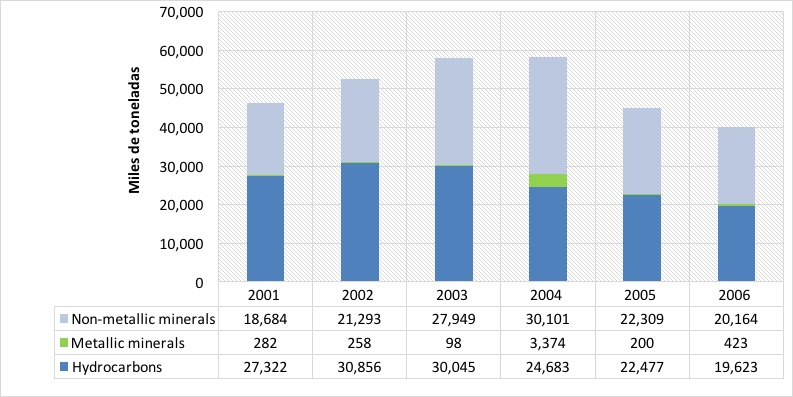 70,000
60,000
50,000
40,000
30,000
20,000
10,000
0
Miles de toneladas
2001 2002 2003 2004 2005 2006
Non-metallic minerals 18,684 21,293 27,949 30,101 22,309 20,164
Metallic minerals 282 258 98 3,374 200 423
Hydrocarbons 27,322 30,856 30,045 24,683 22,477 19,623